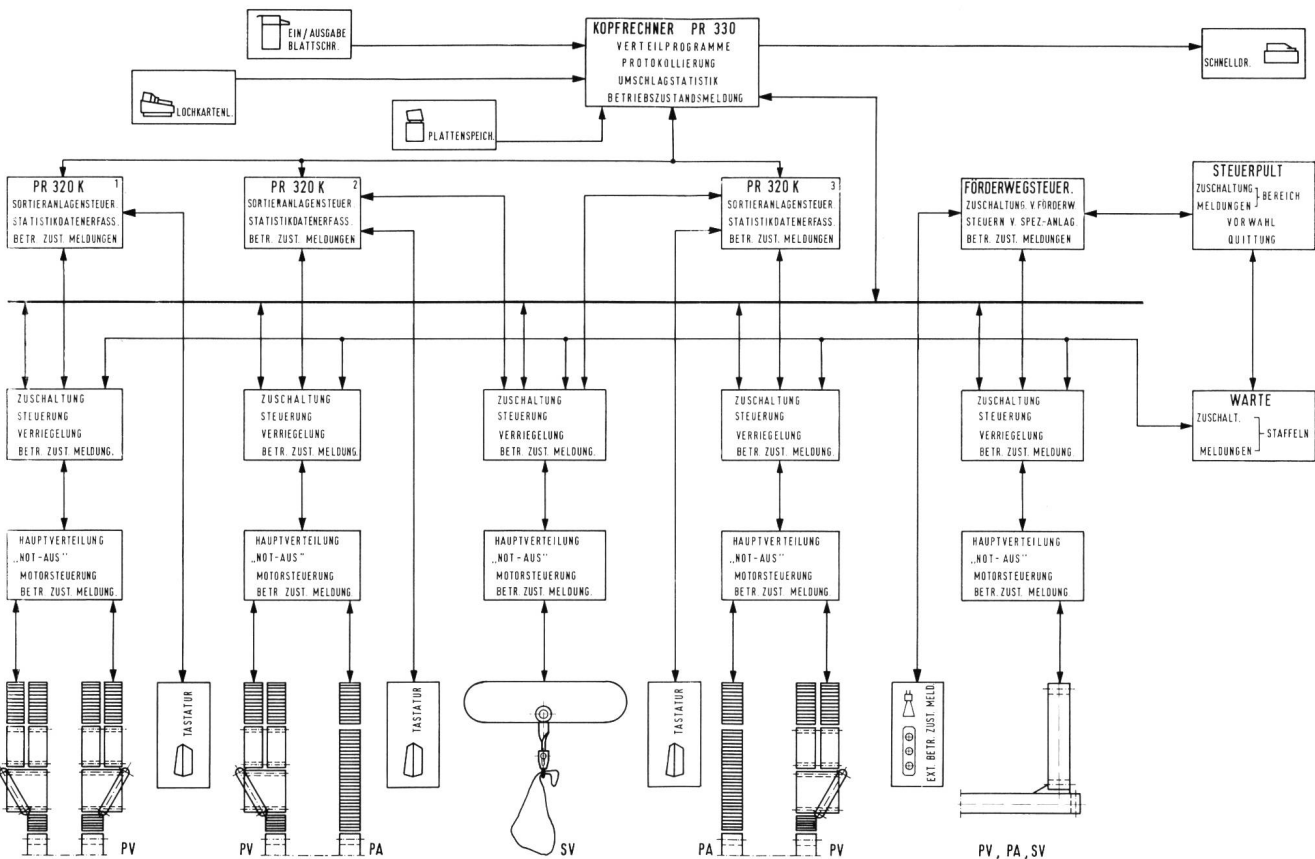 EIN/AUSGABE
BLATTSCHR.
KOPFRECHNER PR 330
VERTEILPROGRAMME
PROTOKOLLIERUNG
UMSCHLAGSTATISTIK
BETRIEBSZUSTANDSMELDUNG
SCHNELLDR.
LOCHKARTENL.
PLATTENSPEICH.
PR 320 K 1
SORTIERANLAGENSTEUER
STATISTIKDATENERFASS.
BETR. ZUST. MELDUNGEN
PR 320 K 2
SORTIERANLAGENSTEUER
STATISTIKDATENERFASS.
BETR. ZUST. MELDUNGEN
PR 320 K 3
SORTIERANLAGENSTEUER.
STATISTIKDATENERFASS.
BETR. ZUST. MELDUNGEN
FÖRDERWEGSTEUER.
ZUSCHALTUNG. V. FÖRDERW.
STEUERN V. SPEZ-ANLAG.
BETR. ZUST. MELDUNGEN
STEUERPULT
ZUSCHALTUNG
MELDUNGEN
BEREICH
VORWAHL
QUITTUNG
ZUSCHALTUNG
STEUERUNG
VERRIEGELUNG
BETR. ZUST. MELDUNG.
ZUSCHALTUNG
STEUERUNG
VERRIEGELUNG
BETR. ZUST. MELDUNG.
ZUSCHALTUNG
STEUERUNG
VERRIEGELUNG
BETR. ZUST. MELDUNG.
ZUSCHALTUNG
STEUERUNG
VERRIEGELUNG
BETR. ZUST. MELDUNG.
ZUSCHALTUNG
STEUERUNG
VERRIEGELUNG
BETR. ZUST. MELDUNG.
WARTE
ZUSCHALT.
STAFFELN
MELDUNGEN
HAUPTVERTEILUNG
„NOT-AUS"
MOTORSTEUERUNG
BETR. ZUST. MELDUNG.
HAUPTVERTEILUNG
„NOT-AUS"
MOTORSTEUERUNG
BETR. ZUST. MELDUNG.
HAUPTVERTEILUNG
„NOT-AUS"
MOTORSTEUERUNG
BETR. ZUST. MELDUNG.
HAUPTVERTEILUNG
„NOT-AUS"
MOTORSTEUERUNG
BETR. ZUST. MELDUNG.
HAUPTVERTEILUNG
„NOT-AUS"
MOTORSTEUERUNG
BETR. ZUST. MELDUNG
TASTATUR
TASTATUR
TASTATUR
EXT. BETR. ZUST. MELD.
PV
PV
PA
SV
PA
PV
PV, PA, SV